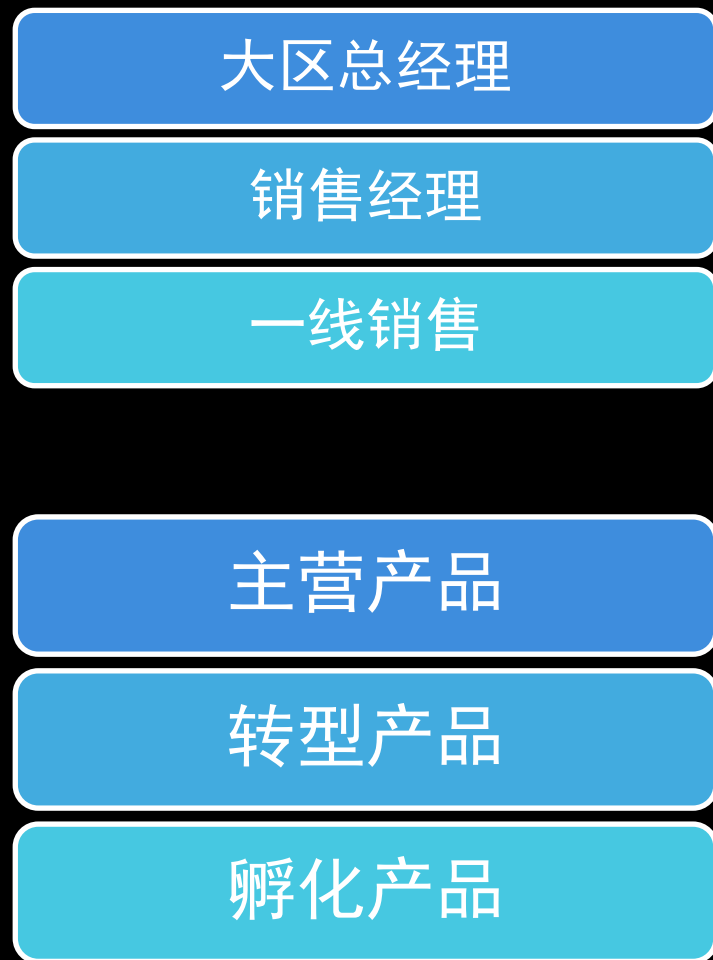 大区总经理
销售经理
一线销售
主营产品
转型产品
孵化产品